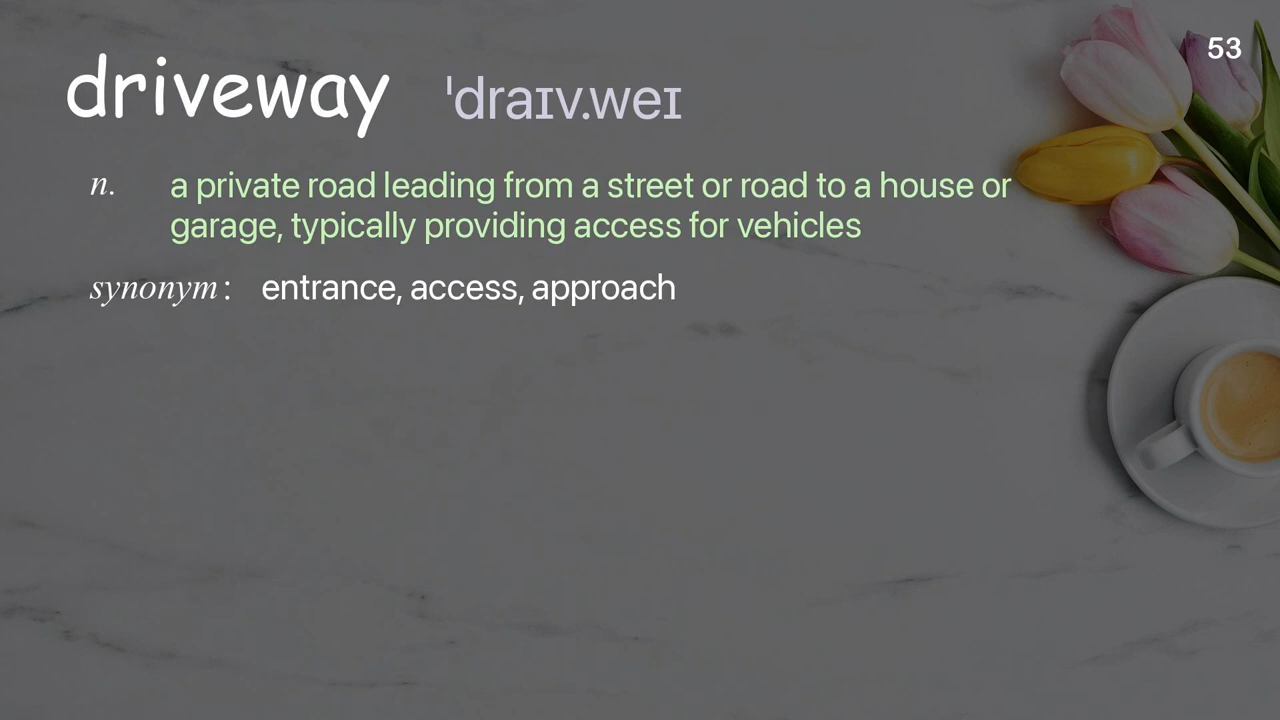 53
driveway ˈdraɪv.weɪ
n. a private road leading from a street or road to a house or
garage, typically providing access for vehicles
synonym : entrance, access, approach